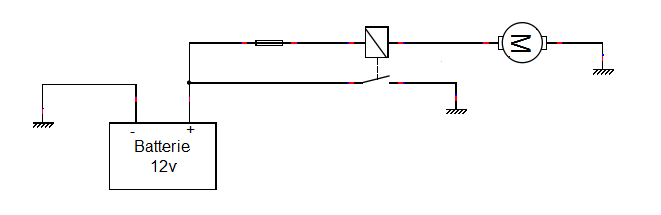 M
- +
Batterie
12v